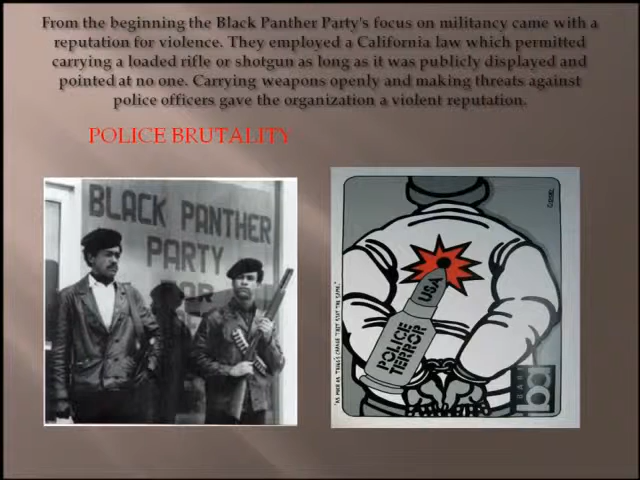 From the beginning the Black Panther Party's focus on militancy came with a
reputation for violence. They employed a California law which permitted
carrying a loaded rifle or shotgun as long as it was publicly displayed and
pointed at no one. Carrying weapons openly and making threats against
police officers gave the organization a violent reputation.
POLICE BRUTALITY
BLACK PANTHER
PARTY
FOR
USA
POLICE
TERROR